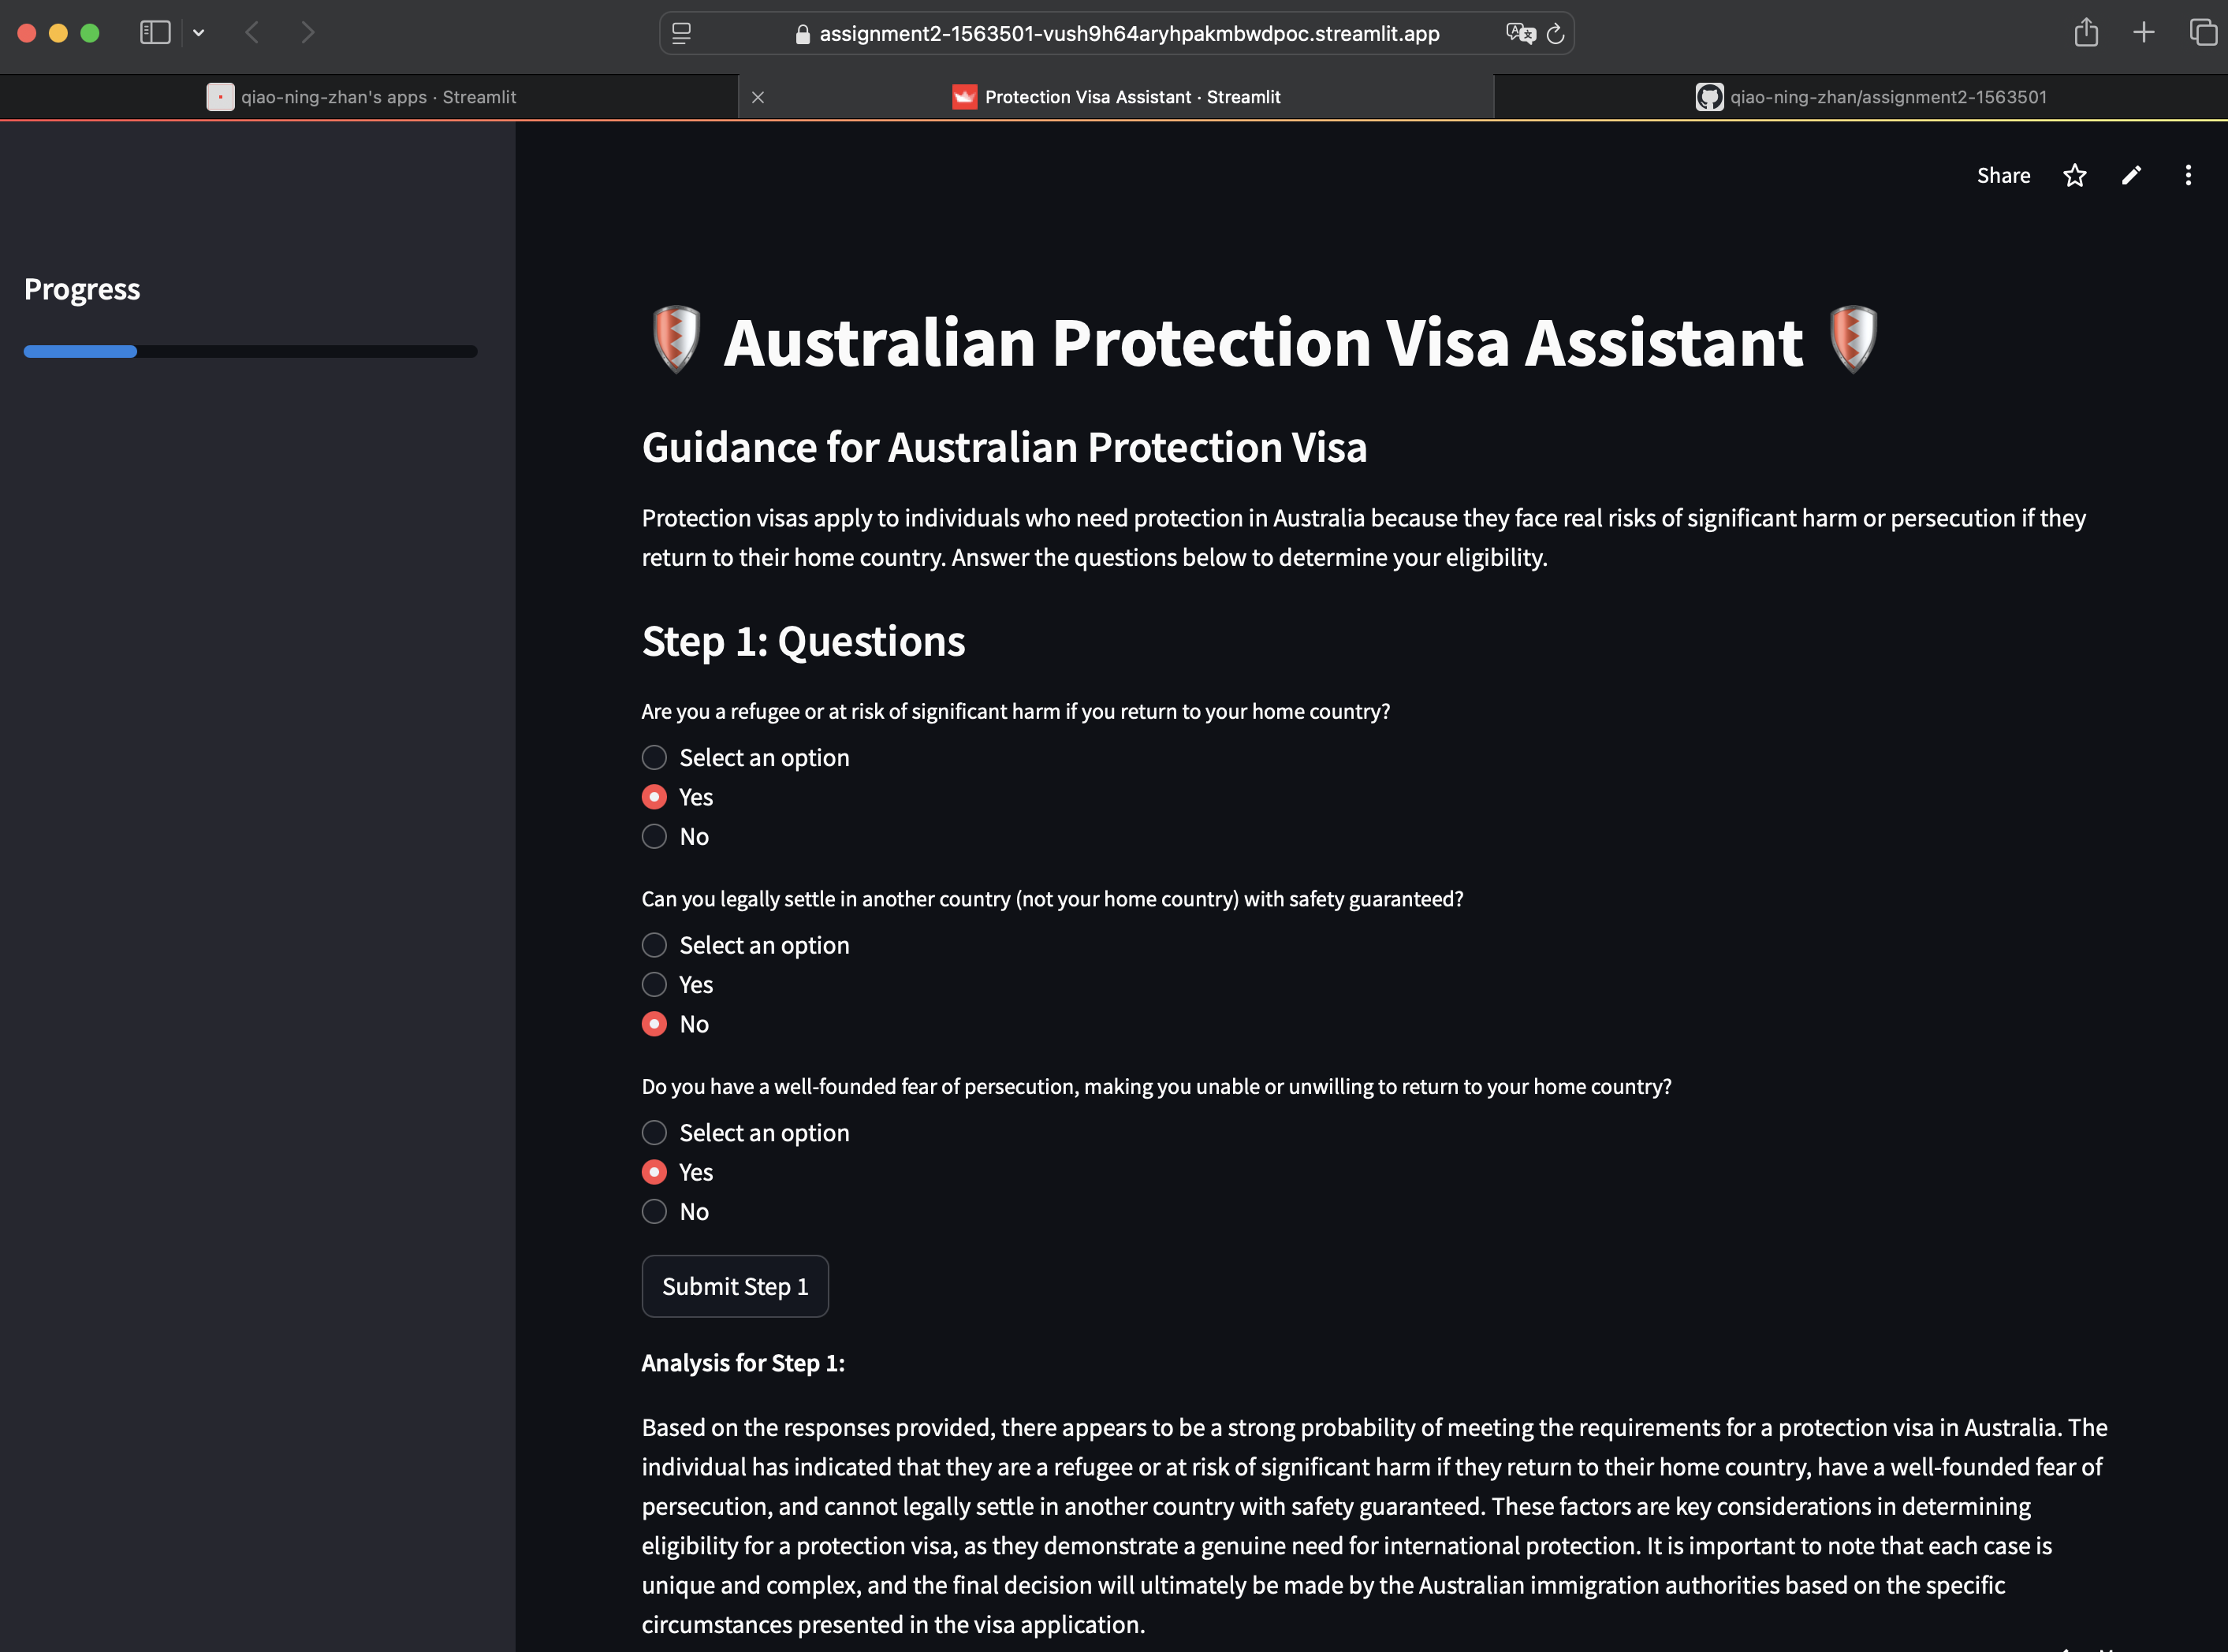 assignment2-1563501-vush9h64aryhpakmbwdpoc.streamlit.app
qiao-ning-zhan's apps · Streamlit
Protection Visa Assistant · Streamlit
qiao-ning-zhan/assignment2-1563501
Share
Progress
Australian Protection Visa Assistant
Guidance for Australian Protection Visa
Protection visas apply to individuals who need protection in Australia because they face real risks of significant harm or persecution if they
return to their home country. Answer the questions below to determine your eligibility.
Step 1: Questions
Are you a refugee or at risk of significant harm if you return to your home country?
Select an option
Yes
No
Can you legally settle in another country (not your home country) with safety guaranteed?
Select an option
Yes
No
Do you have a well-founded fear of persecution, making you unable or unwilling to return to your home country?
Select an option
Yes
No
Submit Step 1
Analysis for Step 1:
Based on the responses provided, there appears to be a strong probability of meeting the requirements for a protection visa in Australia. The
individual has indicated that they are a refugee or at risk of significant harm if they return to their home country, have a well-founded fear of
persecution, and cannot legally settle in another country with safety guaranteed. These factors are key considerations in determining
eligibility for a protection visa, as they demonstrate a genuine need for international protection. It is important to note that each case is
unique and complex, and the final decision will ultimately be made by the Australian immigration authorities based on the specific
circumstances presented in the visa application.